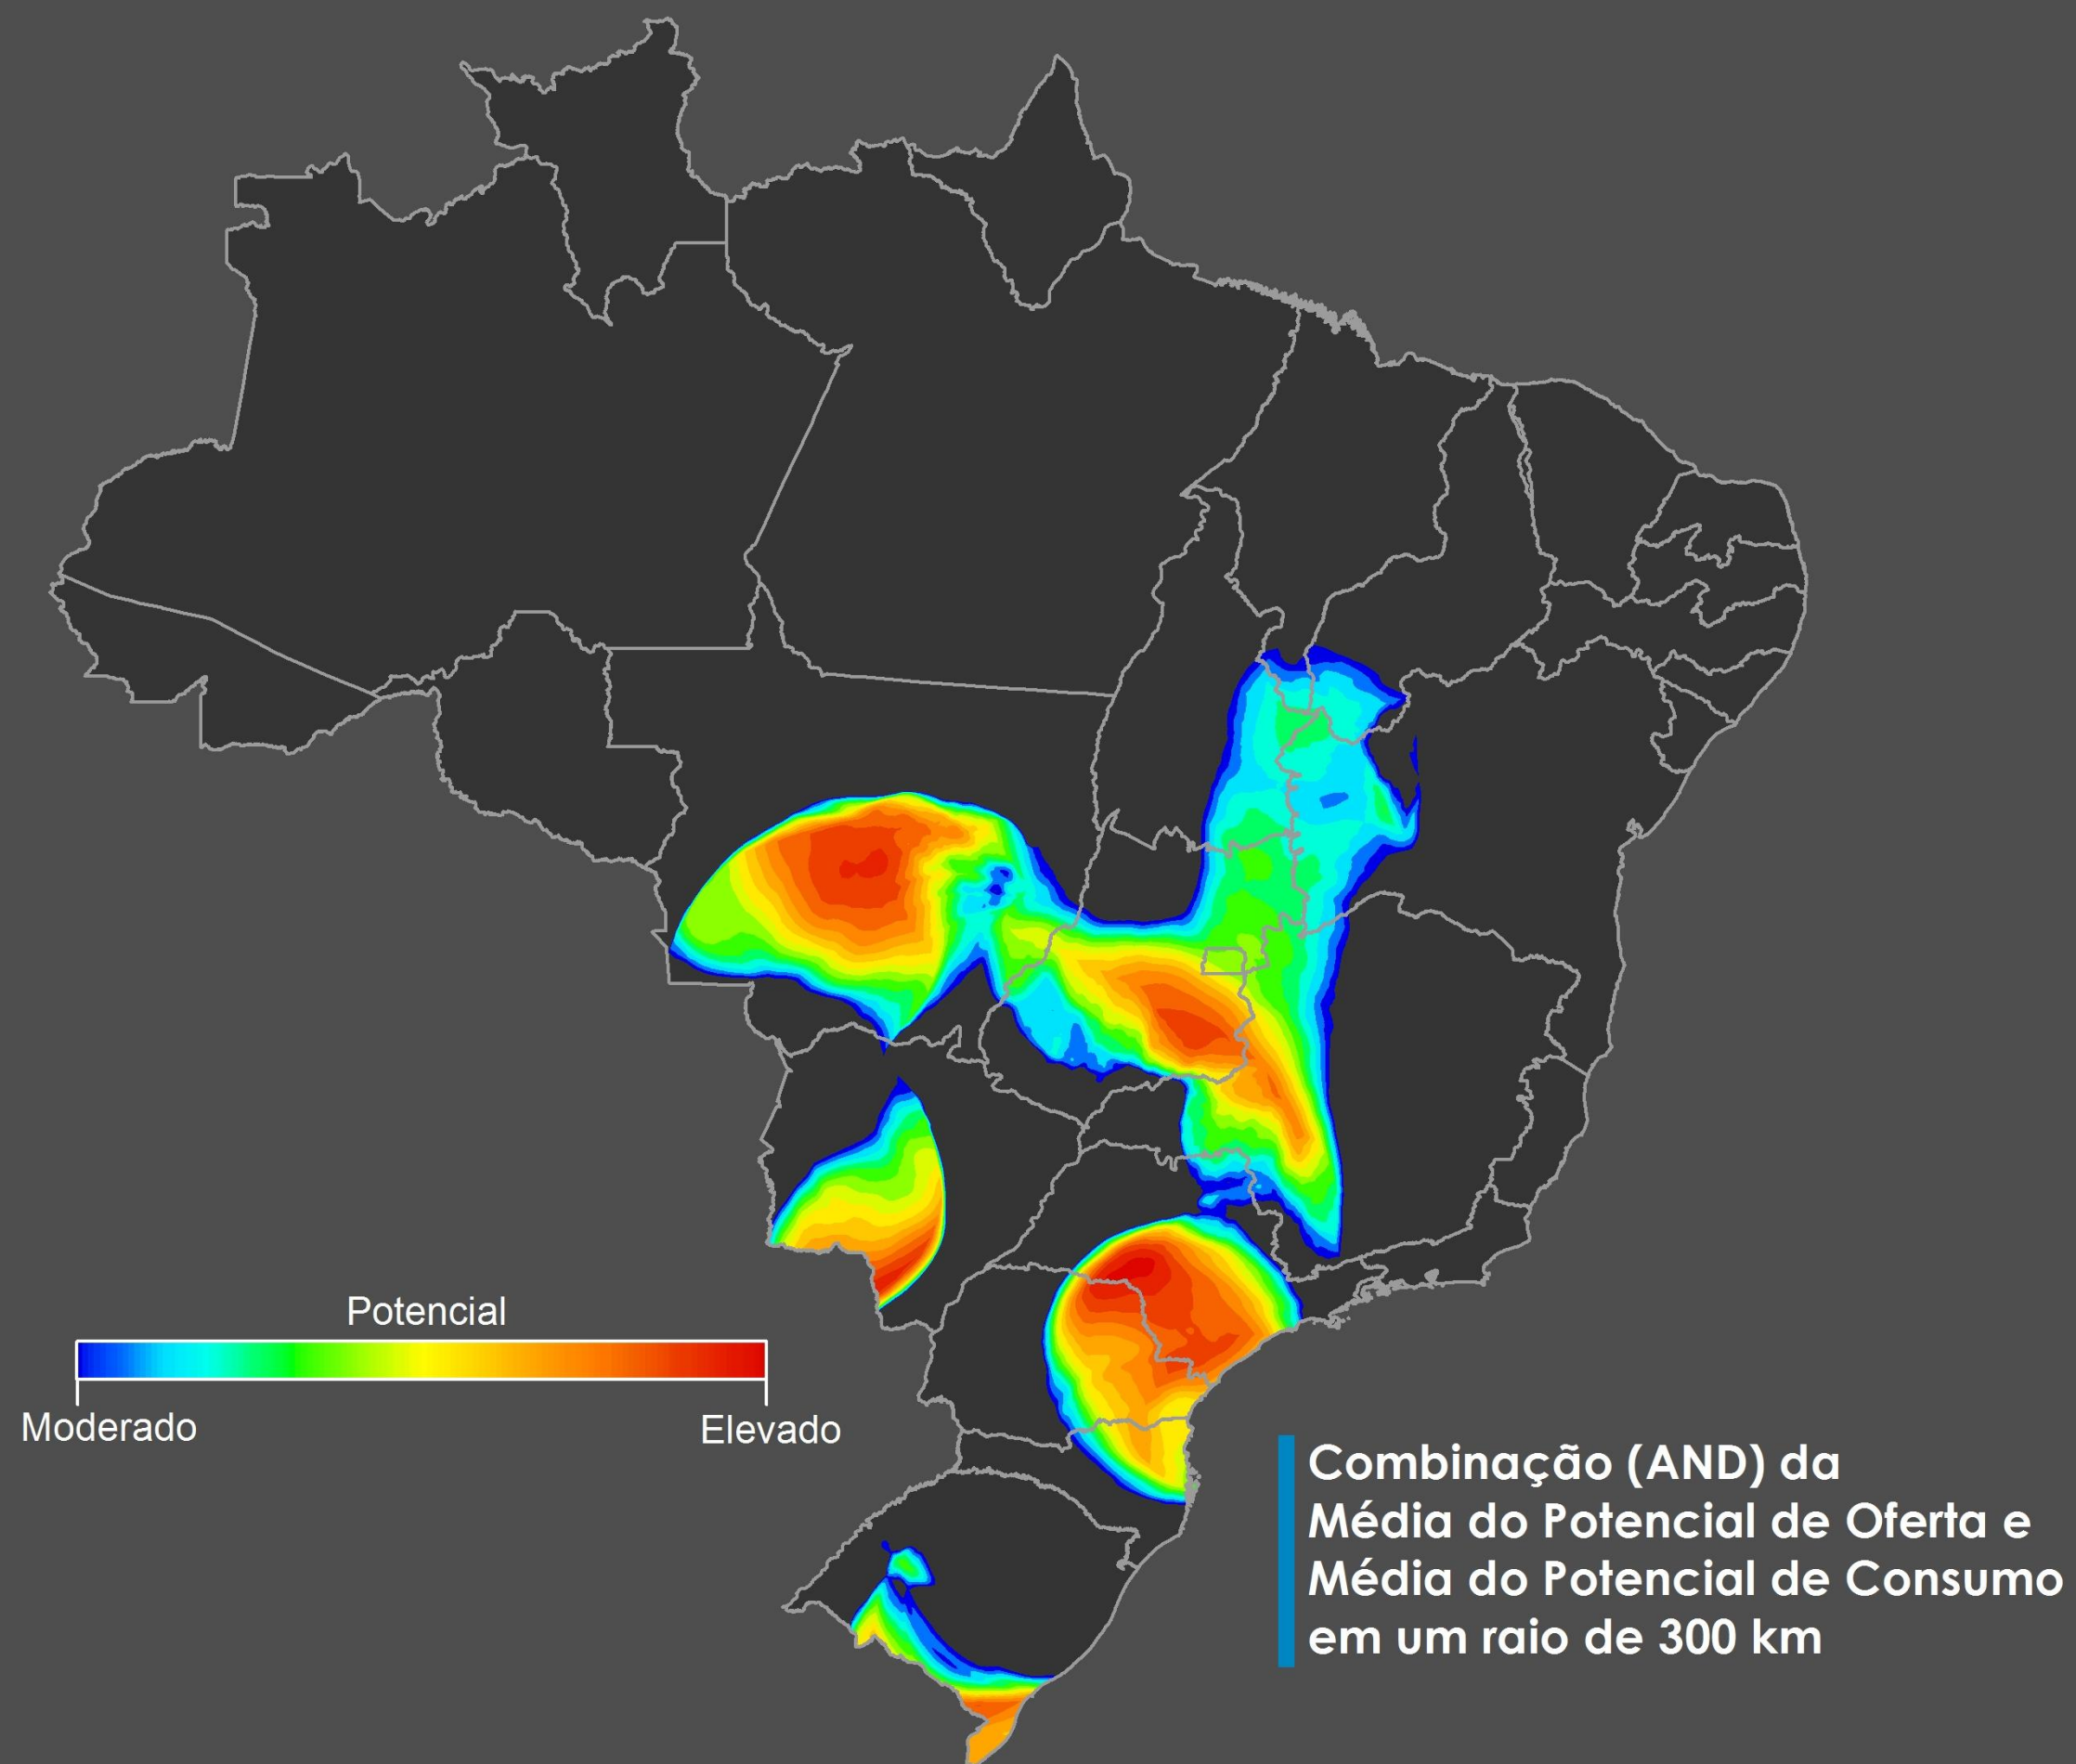 Potencial
Moderado
Elevado
Combinação (AND) da
Média do Potencial de Oferta e
Média do Potencial de Consumo
em um raio de 300 km